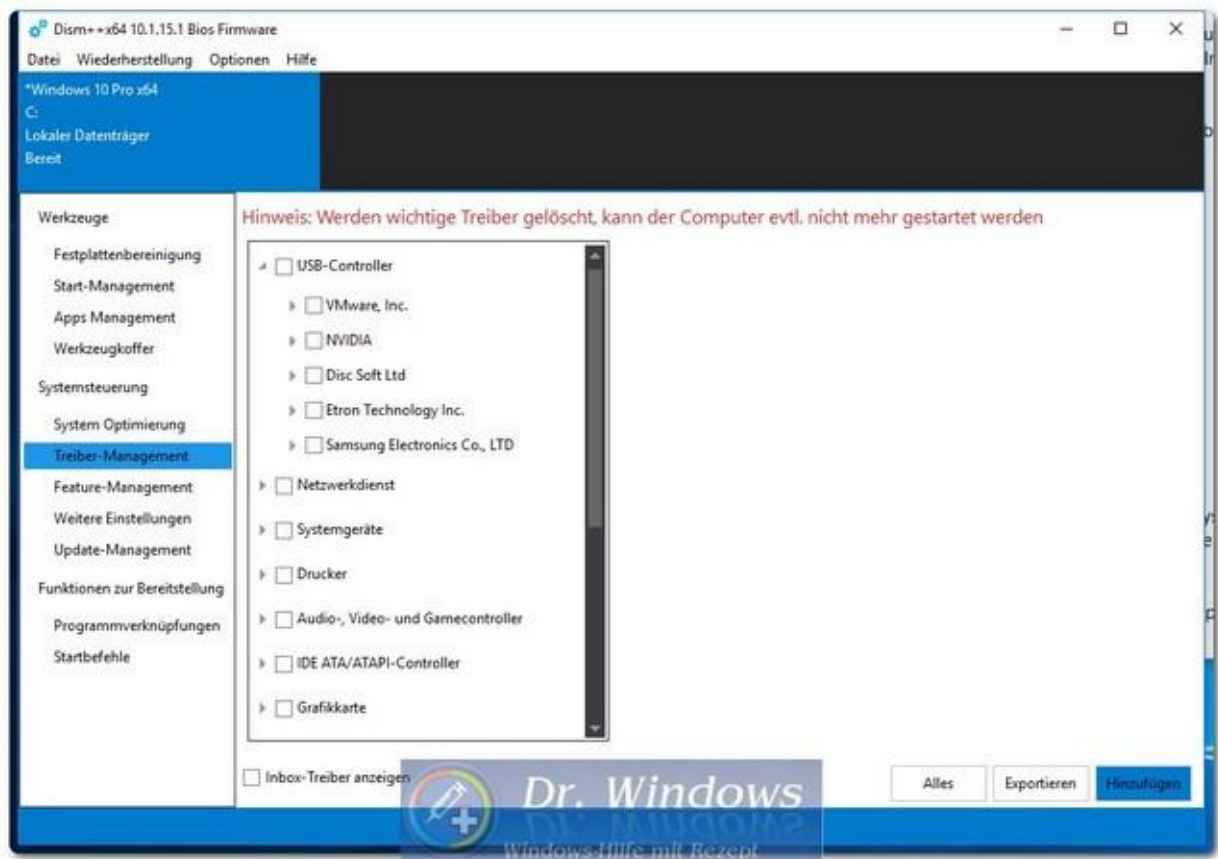 Dism++x64 10.1.15.1 Bios Firmware
Datei Wiederherstellung Optionen Hilfe
*Windows 10 Pro x64
C:
Lokaler Datenträger
Bereit
Werkzeuge
Festplattenbereinigung
Start-Management
Apps Management
Werkzeugkoffer
Systemsteuerung
System Optimierung
Treiber-Management
Feature-Management
Weitere Einstellungen
Update-Management
Funktionen zur Bereitstellung
Programmverknüpfungen
Startbefehle
Hinweis: Werden wichtige Treiber gelöscht, kann der Computer evtl. nicht mehr gestartet werden
USB-Controller
VMware, Inc.
NVIDIA
Disc Soft Ltd
Etron Technology Inc.
Samsung Electronics Co., LTD
Netzwerkdienst
Systemgeräte
Drucker
Audio-, Video- und Gamecontroller
IDE ATA/ATAPI-Controller
Grafikkarte
Inbox-Treiber anzeigen
Alles Exportieren Hinzufügen
Dr. Windows
Windows-Hilfe mit Rezept